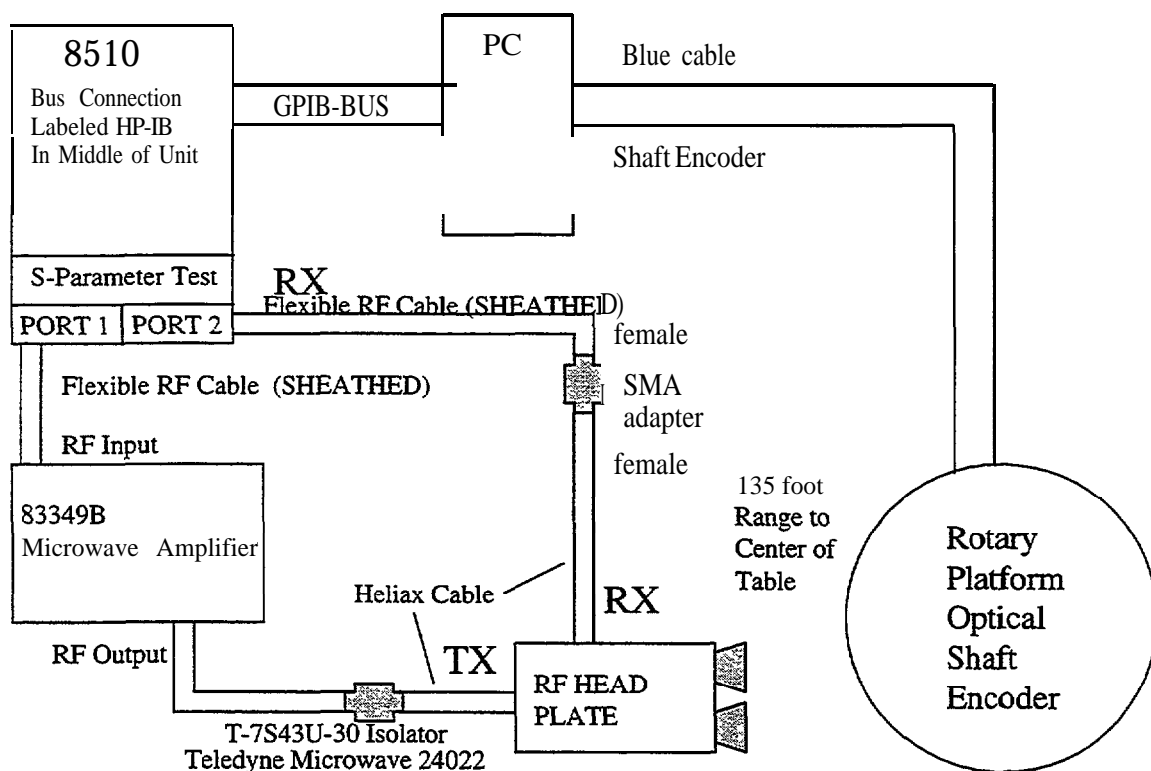 8510
Bus Connection
Labeled HP-IB
In Middle of Unit
GPIB-BUS
PC
Blue cable
Shaft Encoder
S-Parameter Test
PORT 1
PORT 2
RX
Flexible RF Cable (SHEATHED)
female
SMA
adapter
female
Flexible RF Cable (SHEATHED)
RF Input
83349B
Microwave Amplifier
RF Output
Heliax Cable
TX
RX
RF HEAD
PLATE
T-7S43U-30 Isolator
Teledyne Microwave 24022
135 foot
Range to
Center of
Table
Rotary
Platform
Optical
Shaft
Encoder